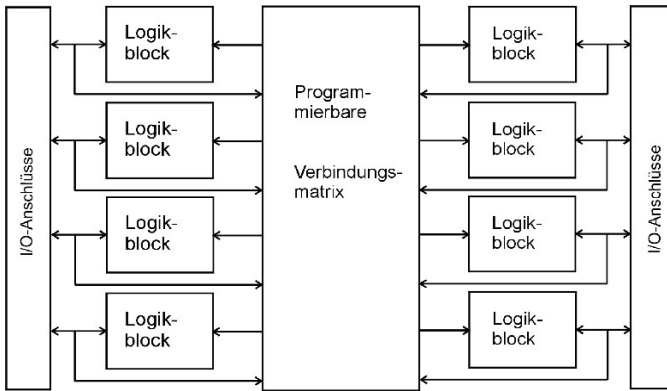 I/O-Anschlüsse
Logik-
block
Logik-
block
Logik-
block
Logik-
block
Program-
mierbare
Verbindungs-
matrix
Logik-
block
Logik-
block
Logik-
block
Logik-
block
I/O-Anschlüsse